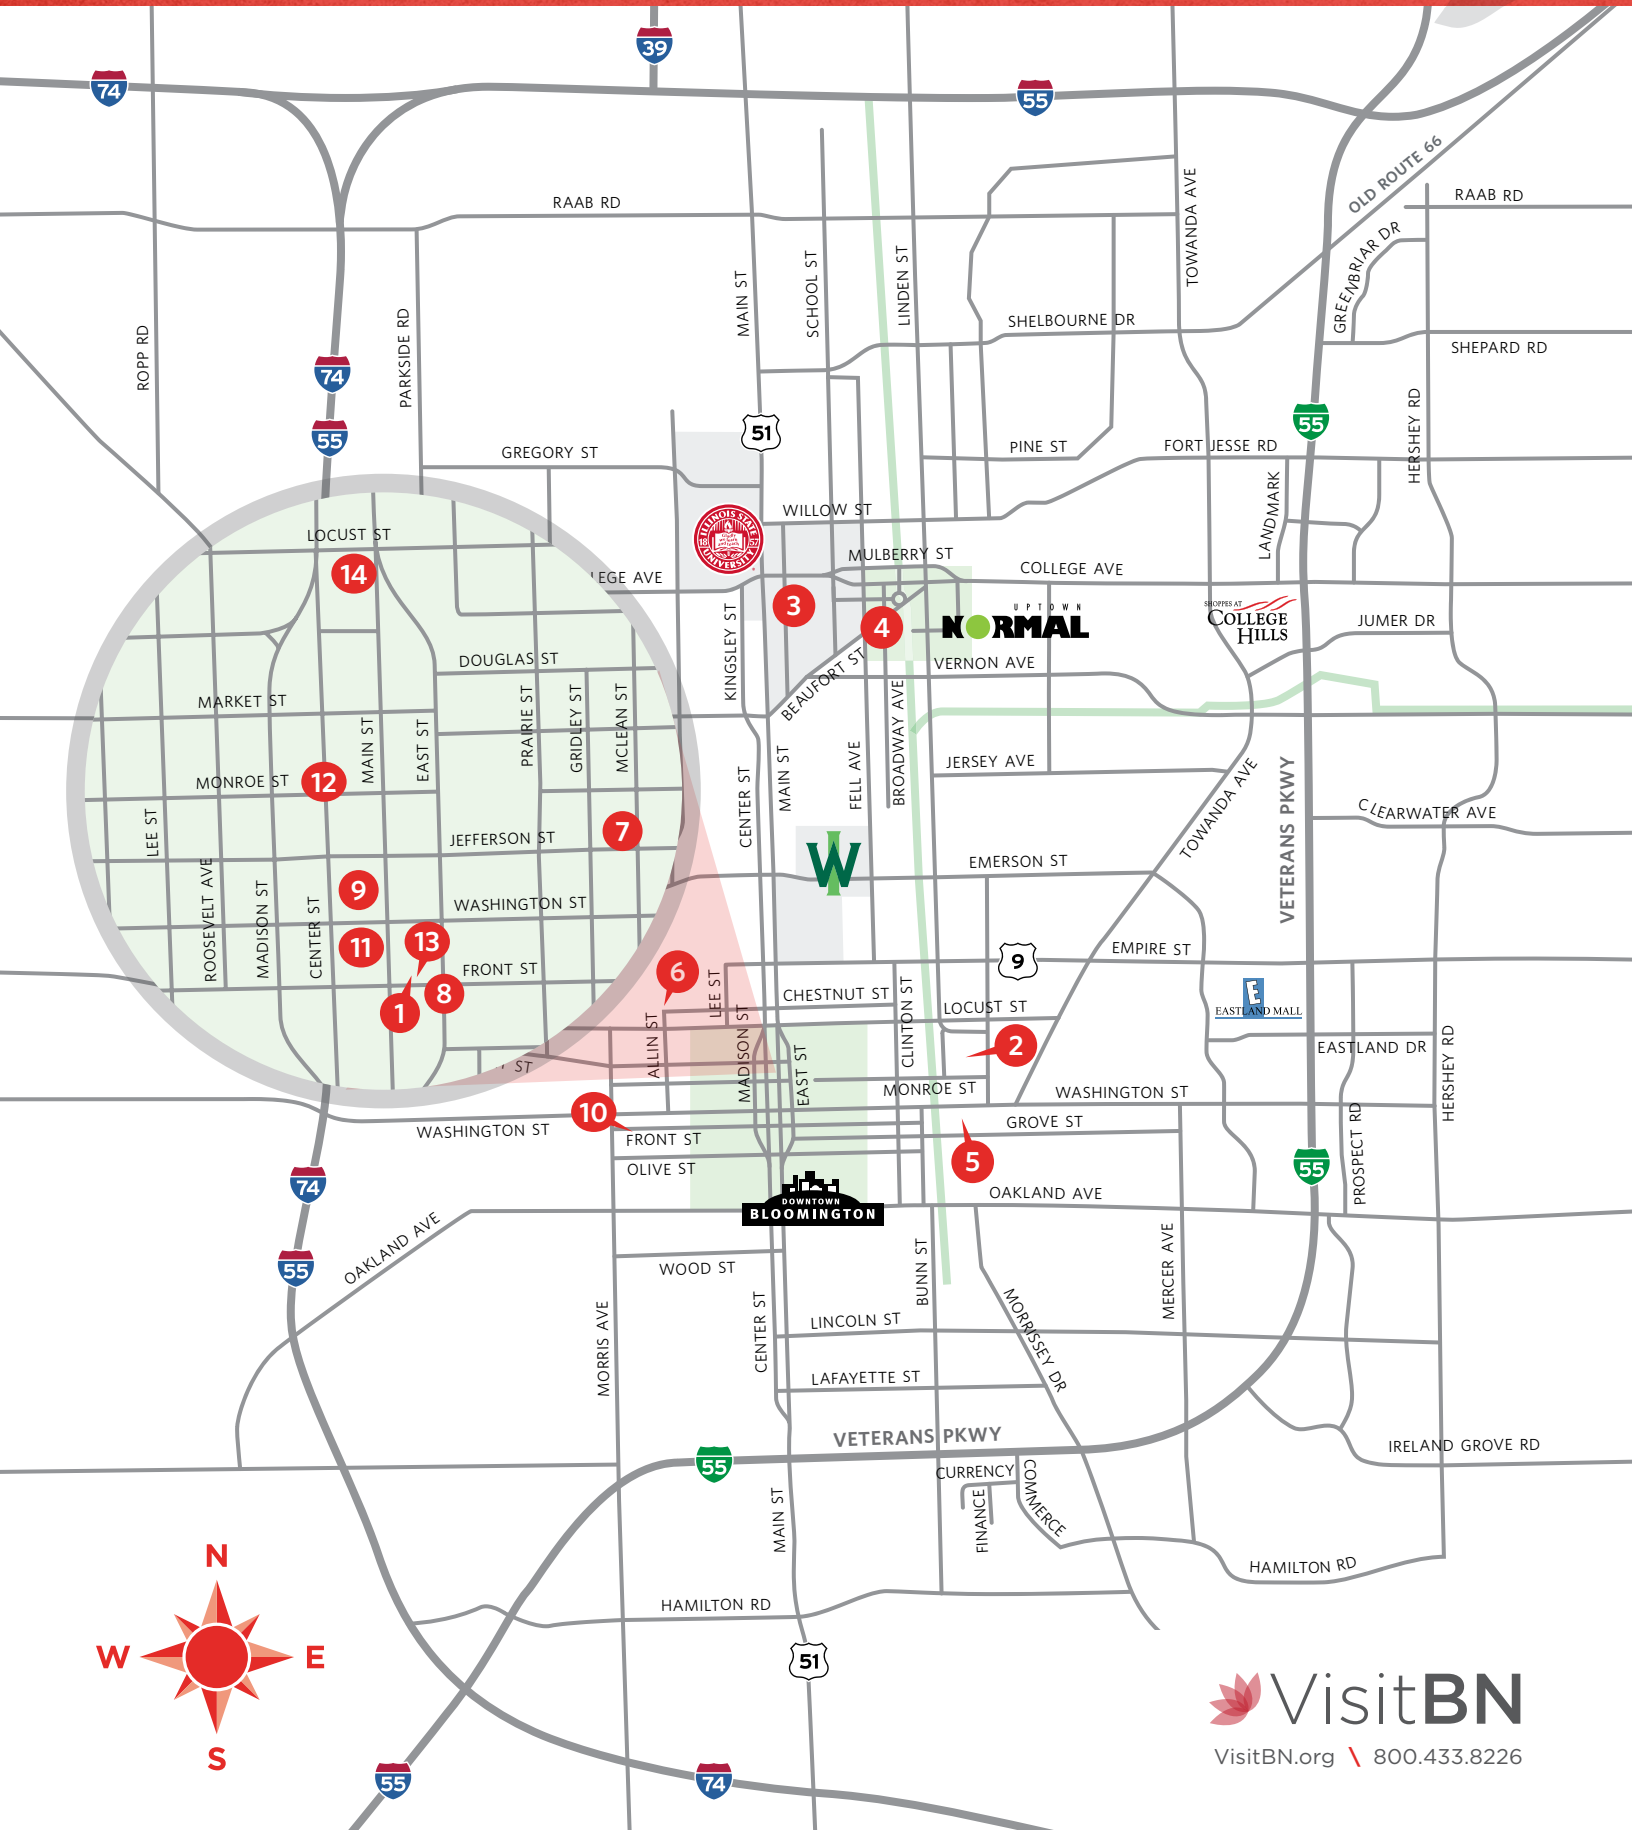 39
74
55
RAAB RD
OLD ROUTE 66
RAAB RD
TOWANDA AVE
GREENBRIAR DR
MAIN ST
SCHOOL ST
LINDEN ST
SHELBOURNE DR
SHEPARD RD
ROPP RD
PARKSIDE RD
74
55
55
51
HERSHEY RD
GREGORY ST
PINE ST
FORT JESSE RD
LANDMARK
WILLOW ST
ILLINOIS STATE
18 57
UNIVERSITY
MULBERRY ST
COLLEGE AVE
LEGE AVE
LOCUST ST
14
3
4
UPTOWN
NORMAL
SHOPPES AT
COLLEGE
HILLS
JUMER DR
KINGSLEY ST
BEAUFORT ST
VERNON AVE
DOUGLAS ST
MARKET ST
PRAIRIE ST
GRIDLEY ST
MCLEAN ST
MAIN ST
EAST ST
MONROE ST
12
BROADWAY AVE
FELL AVE
MAIN ST
CENTER ST
JERSEY AVE
TOWANDA AVE
VETERANS PKWY
CLEARWATER AVE
LEE ST
JEFFERSON ST
7
W
EMERSON ST
ROOSEVELT AVE
MADISON ST
CENTER ST
9
WASHINGTON ST
11
13
FRONT ST
8
1
6
LEE ST
9
EMPIRE ST
CHESTNUT ST
CLINTON ST
LOCUST ST
E
EASTLAND MALL
EASTLAND DR
HERSHEY RD
ALLIN ST
MADISON ST
EAST ST
2
ST
MONROE ST
WASHINGTON ST
10
WASHINGTON ST
FRONT ST
GROVE ST
PROSPECT RD
OLIVE ST
5
55
74
DOWNTOWN
BLOOMINGTON
OAKLAND AVE
OAKLAND AVE
55
WOOD ST
BUNN ST
MERCER AVE
MORRIS AVE
CENTER ST
LINCOLN ST
MORRISSEY DR
LAFAYETTE ST
VETERANS PKWY
55
IRELAND GROVE RD
CURRENCY
COMMERCE
FINANCE
MAIN ST
HAMILTON RD
HAMILTON RD
N
W
E
S
51
55
74
VisitBN
VisitBN.org \ 800.433.8226